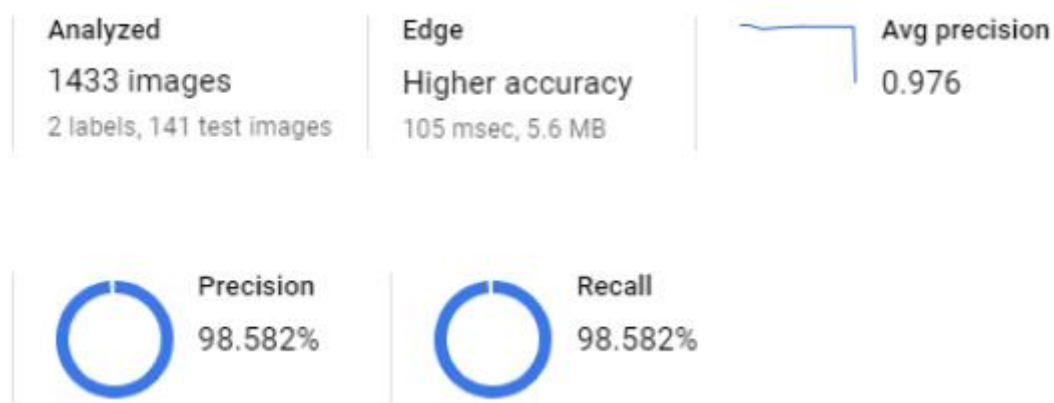 Analyzed
1433 images
2 labels, 141 test images
Edge
Higher accuracy
105 msec, 5.6 MB
Avg precision
0.976
Precision
98.582%
Recall
98.582%